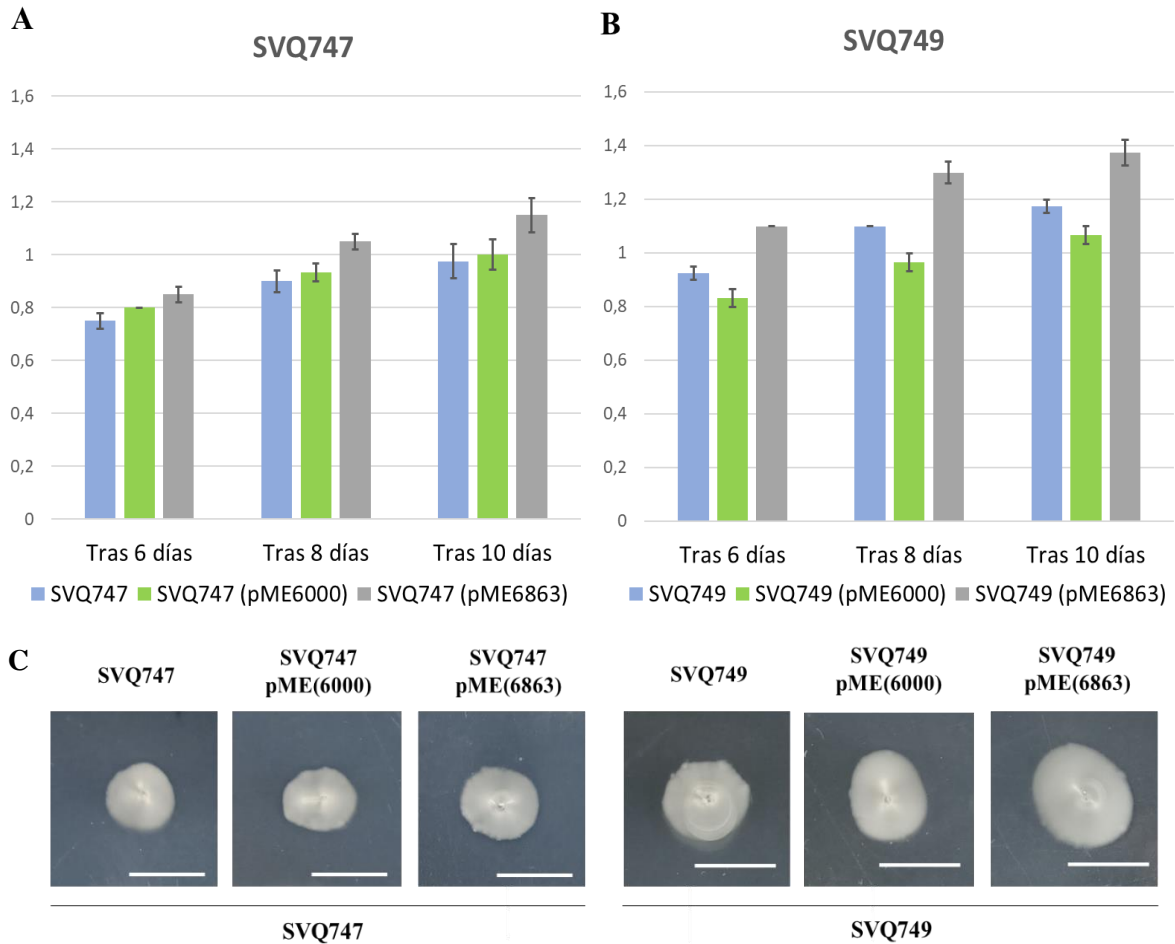 A
SVQ747
1,6
1,4
1,2
1
0,8
0,6
0,4
0,2
0
Tras 6 días
Tras 8 días
Tras 10 días
SVQ747
SVQ747 (pME6000)
SVQ747 (pME6863)
B
SVQ749
1,6
1,4
1,2
1
0,8
0,6
0,4
0,2
0
Tras 6 días
Tras 8 días
Tras 10 días
SVQ749
SVQ749 (pME6000)
SVQ749 (pME6863)
C
SVQ747
SVQ747
pME(6000)
SVQ747
pME(6863)
SVQ749
SVQ749
pME(6000)
SVQ749
pME(6863)
SVQ747
SVQ749